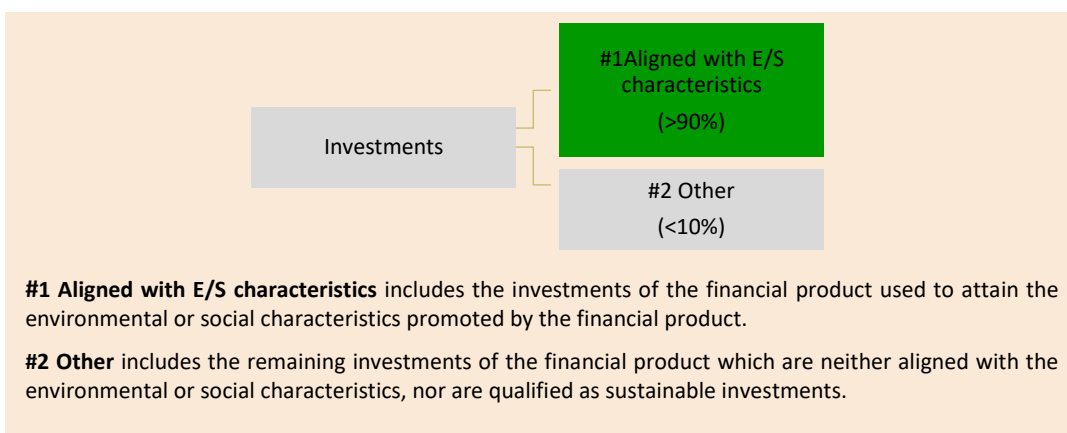 #1Aligned with E/S
characteristics
(>90%)
Investments
#2 Other
(<10%)
#1 Aligned with E/S characteristics includes the investments of the financial product used to attain the
environmental or social characteristics promoted by the financial product.
#2 Other includes the remaining investments of the financial product which are neither aligned with the
environmental or social characteristics, nor are qualified as sustainable investments.